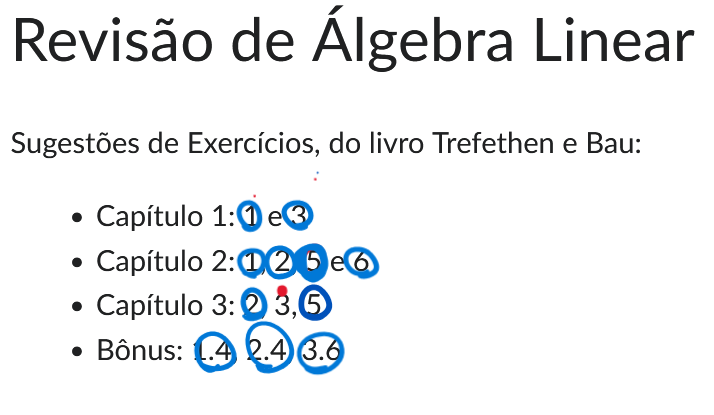 Revisão de Álgebra Linear
Sugestões de Exercícios, do livro Trefethen e Bau:
• Capítulo 1: 1 e 3
• Capítulo 2: 1, 2, 5 e 6
• Capítulo 3: 2, 3, 5
• Bônus: 1.4, 2.4, 3.6